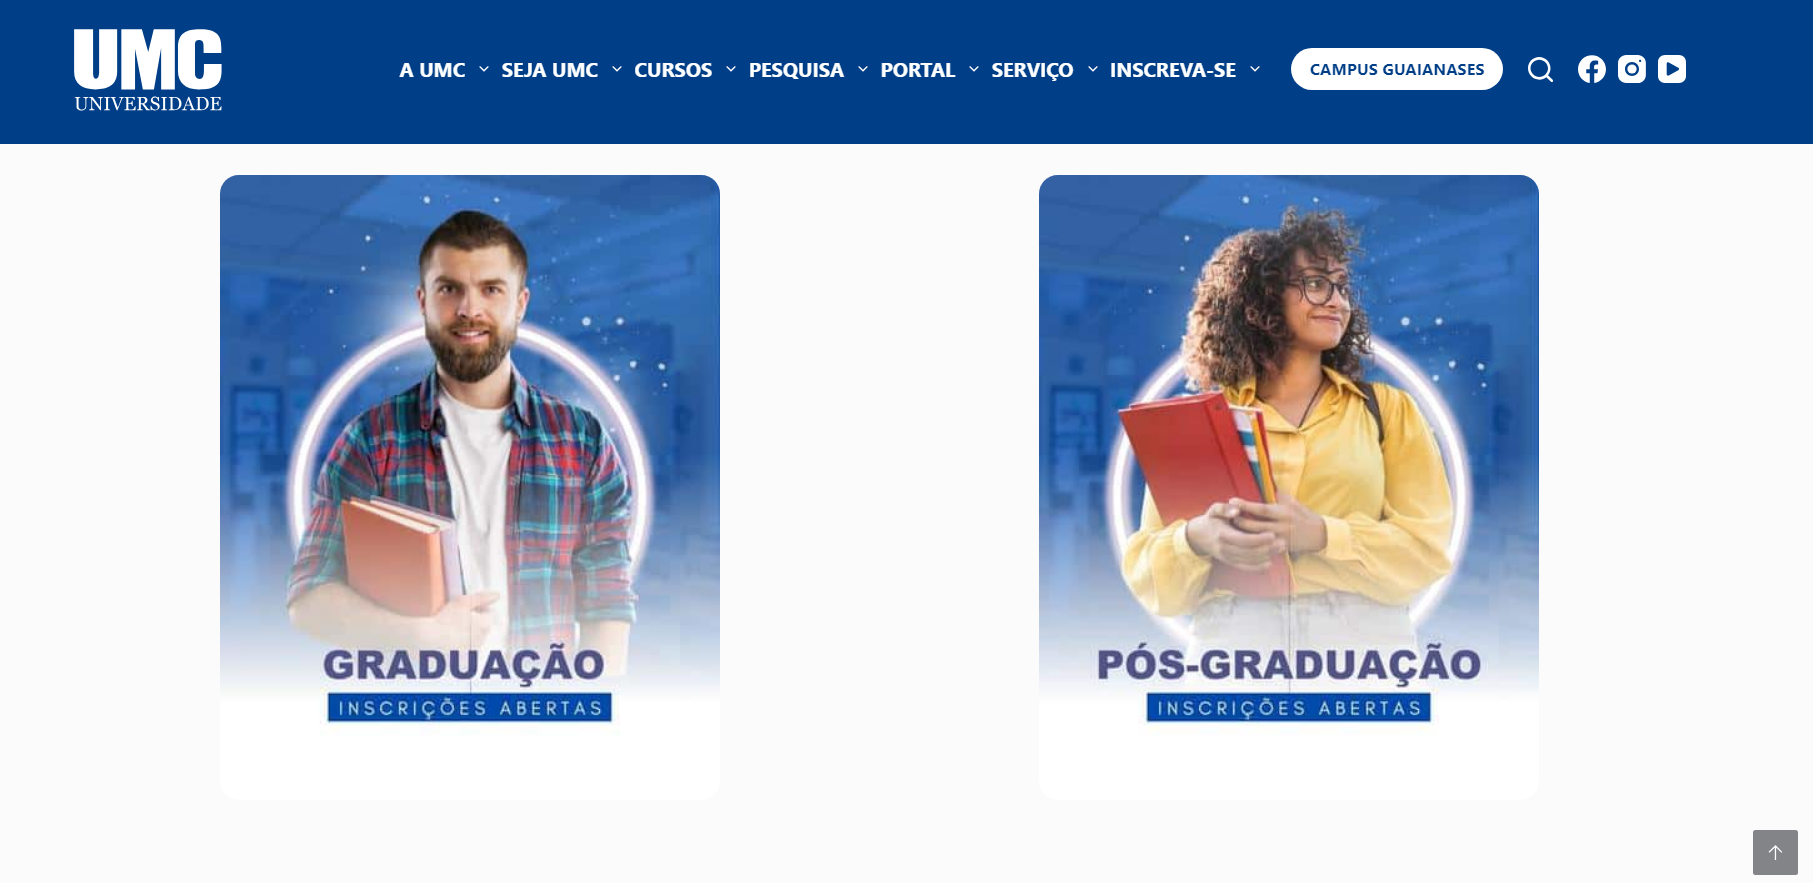 UMC
UNIVERSIDADE
A UMC SEJA UMC CURSOS PESQUISA PORTAL SERVIÇO INSCREVA-SE CAMPUS GUAIANASES
GRADUAÇÃO
INSCRIÇÕES ABERTAS
PÓS-GRADUAÇÃO
INSCRIÇÕES ABERTAS